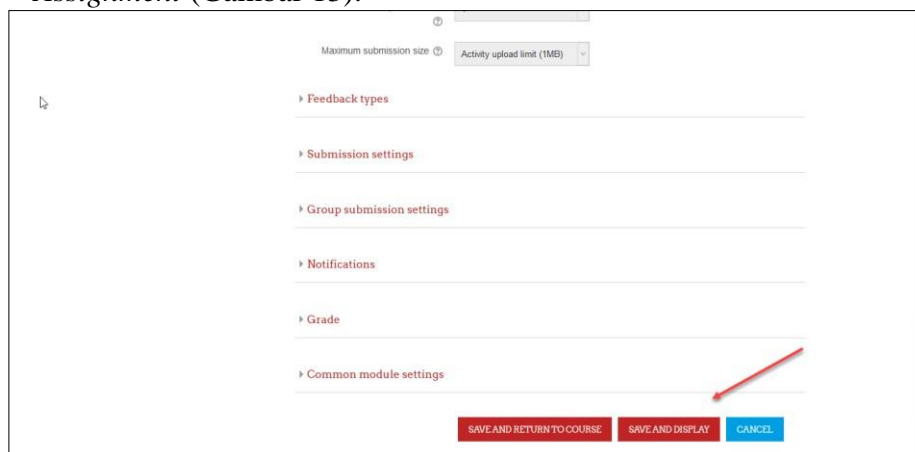 Assignment (Gambar 15).
Maximum submission size
Activity upload limit (1MB)
Feedback types
Submission settings
Group submission settings
Notifications
Grade
Common module settings
SAVE AND RETURN TO COURSE
SAVE AND DISPLAY
CANCEL